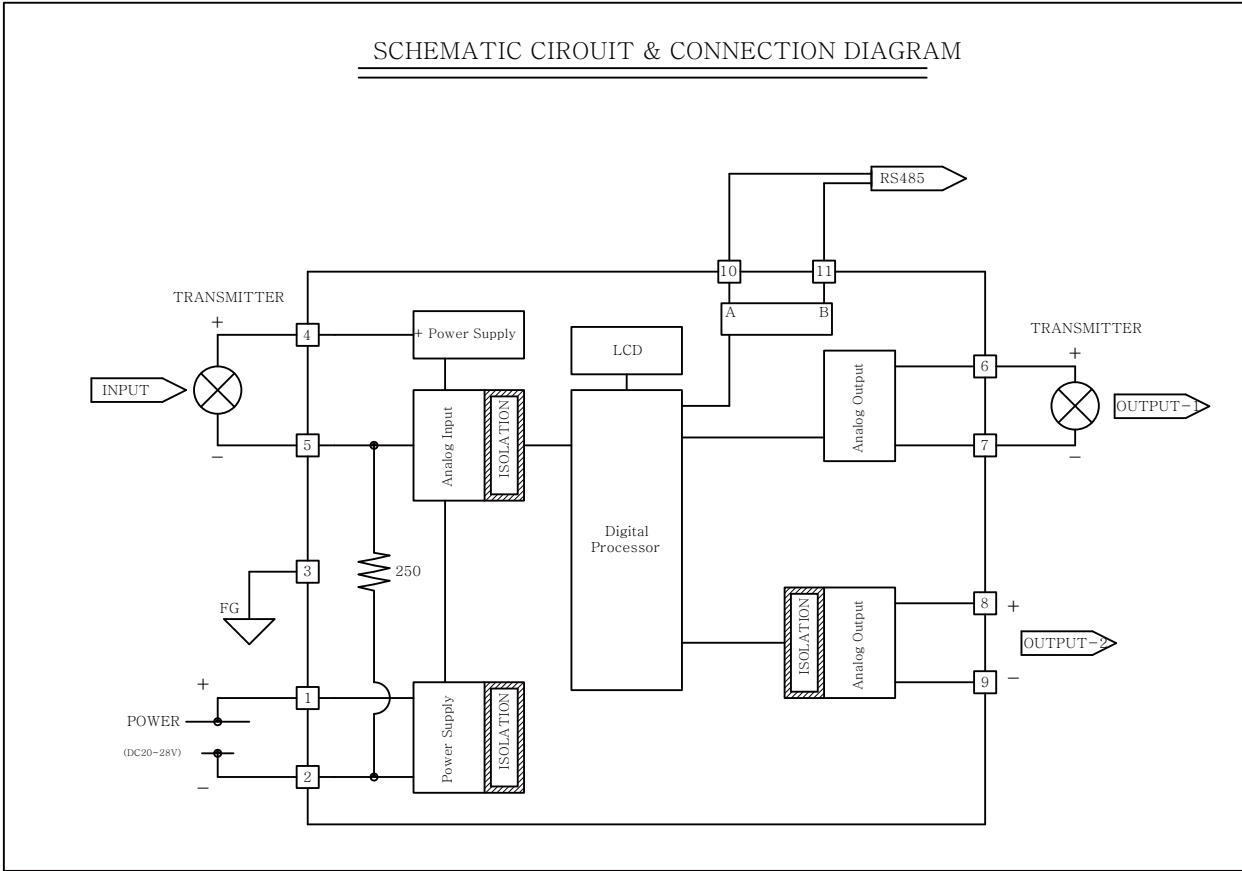 SCHEMATIC CIROUIT & CONNECTION DIAGRAM
RS485
10
11
A
B
TRANSMITTER
+
4
+ Power Supply
LCD
TRANSMITTER
+
6
INPUT
Analog Input
ISOLATION
Analog Output
OUTPUT-1
5
−
7
−
Digital
Processor
3
250
FG
ISOLATION
Analog Output
8
+
OUTPUT-2
9
−
+
1
POWER
(DC20-28V)
Power Supply
ISOLATION
2
−